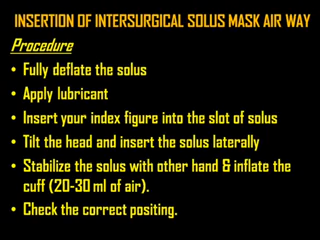 INSERTION OF INTERSURGICAL SOLUS MASK AIR WAY
Procedure
• Fully deflate the solus
• Apply lubricant
• Insert your index figure into the slot of solus
• Tilt the head and insert the solus laterally
• Stabilize the solus with other hand & inflate the
cuff (20-30 ml of air).
• Check the correct positing.